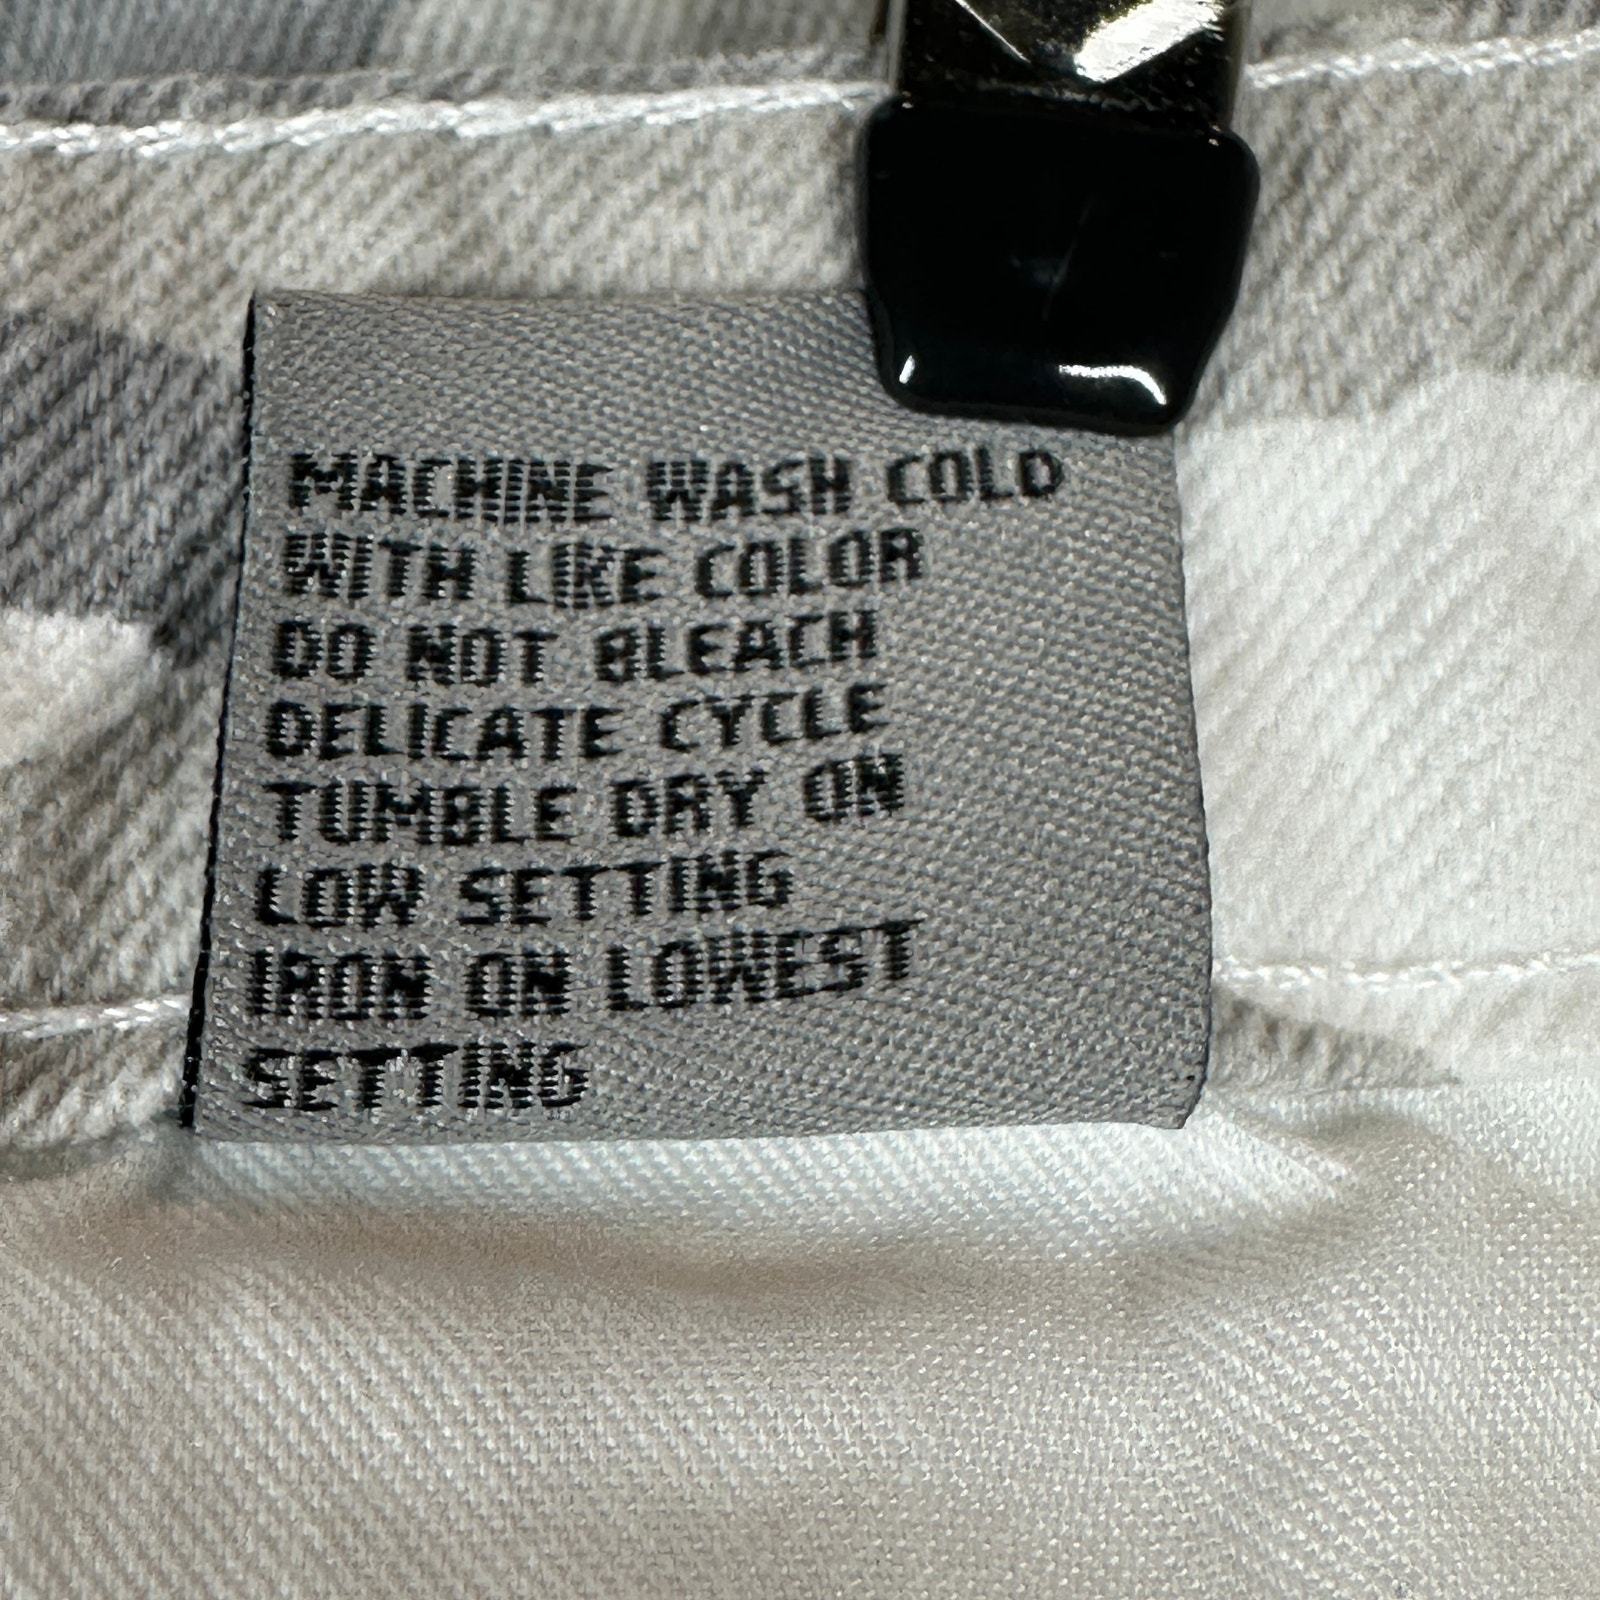 MACHINE WASH COLD
WITH LIKE COLOR
DO NOT BLEACH
DELICATE CYCLE
TUMBLE DRY ON
LOW SETTING
IRON ON LOWEST
SETTING